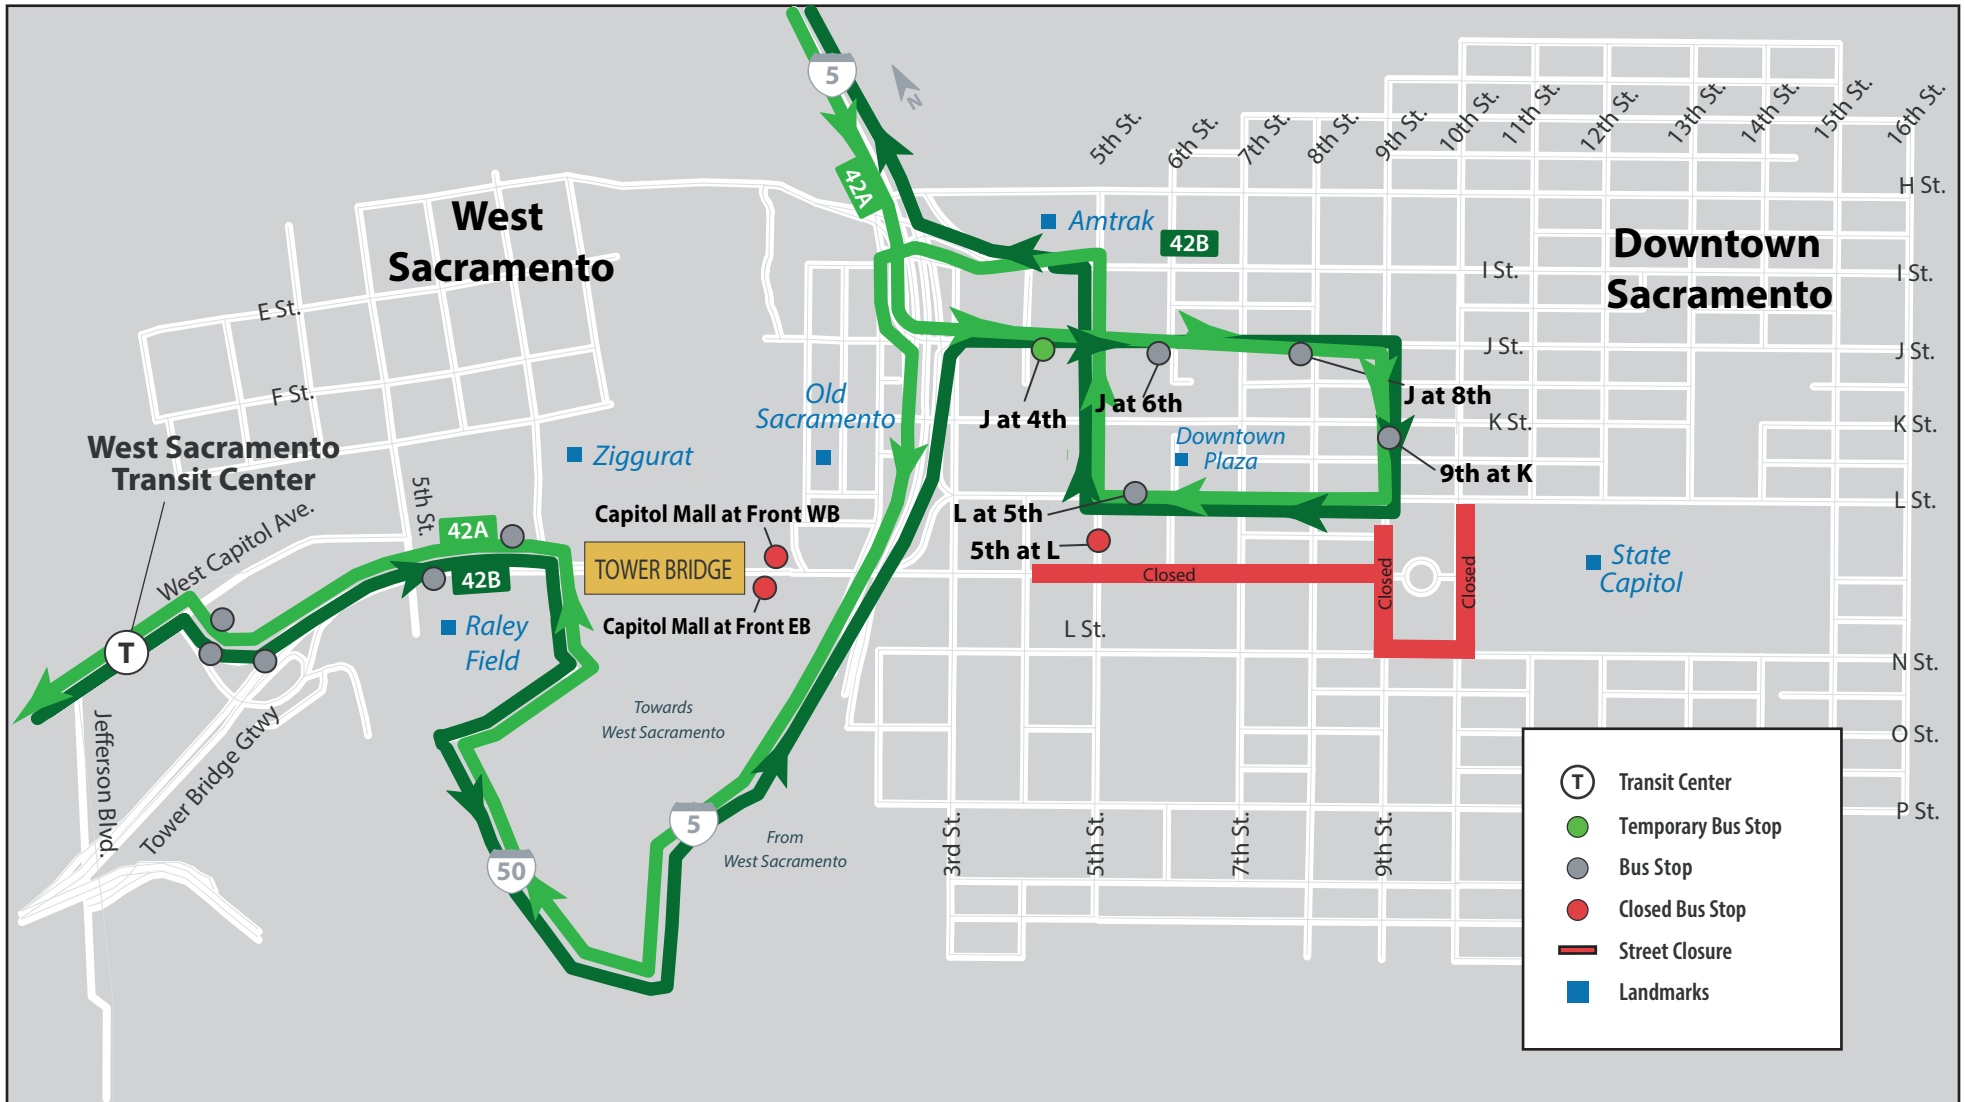 5
N
42A
5th St.
6th St.
7th St.
8th St.
9th St.
10th St.
11th St.
12th St.
13th St.
14th St.
15th St.
16th St.
West
Sacramento
Amtrak
42B
H St.
Downtown
Sacramento
I St.
I St.
E St.
J St.
J St.
F St.
Old
Sacramento
J at 4th
J at 6th
J at 8th
K St.
K St.
West Sacramento
Transit Center
Ziggurat
Downtown
Plaza
9th at K
5th St.
L St.
West Capitol Ave.
42A
Capitol Mall at Front WB
L at 5th
5th at L
TOWER BRIDGE
42B
Closed
Closed
Closed
State
Capitol
Raley
Field
Capitol Mall at Front EB
L St.
T
N St.
Jefferson Blvd.
Tower Bridge Gtwy
Towards
West Sacramento
O St.
5
From
West Sacramento
50
3rd St.
5th St.
7th St.
9th St.
P St.
T Transit Center
Temporary Bus Stop
Bus Stop
Closed Bus Stop
Street Closure
Landmarks